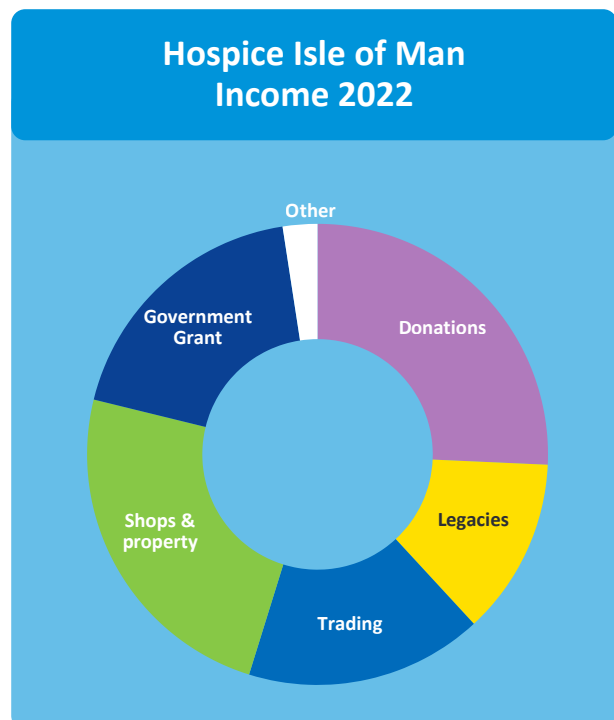 Hospice Isle of Man
Income 2022
Other
Donations
Government
Grant
Legacies
Shops &
property
Trading